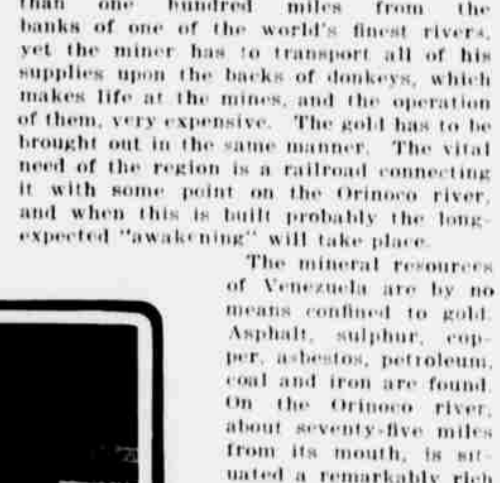 than one hundred miles from the
banks of one of the world's finest rivers,
yet the miner has to transport all of his
supplies upon the backs of donkeys, which
makes life at the mines, and the operation
of them, very expensive. The gold has to be
brought out in the same manner. The vital
need of the region is a railroad connecting
it with some point on the Orinoco river,
and when this is built probably the long-
expected "awakening" will take place.
The mineral resources
of Venezuela are by no
means confined to gold.
Asphalt, sulphur, cop-
per, asbestos, petroleum,
coal and iron are found.
On the Orinoco river,
about seventy-five miles
from its mouth, is sit-
uated a remarkably rich